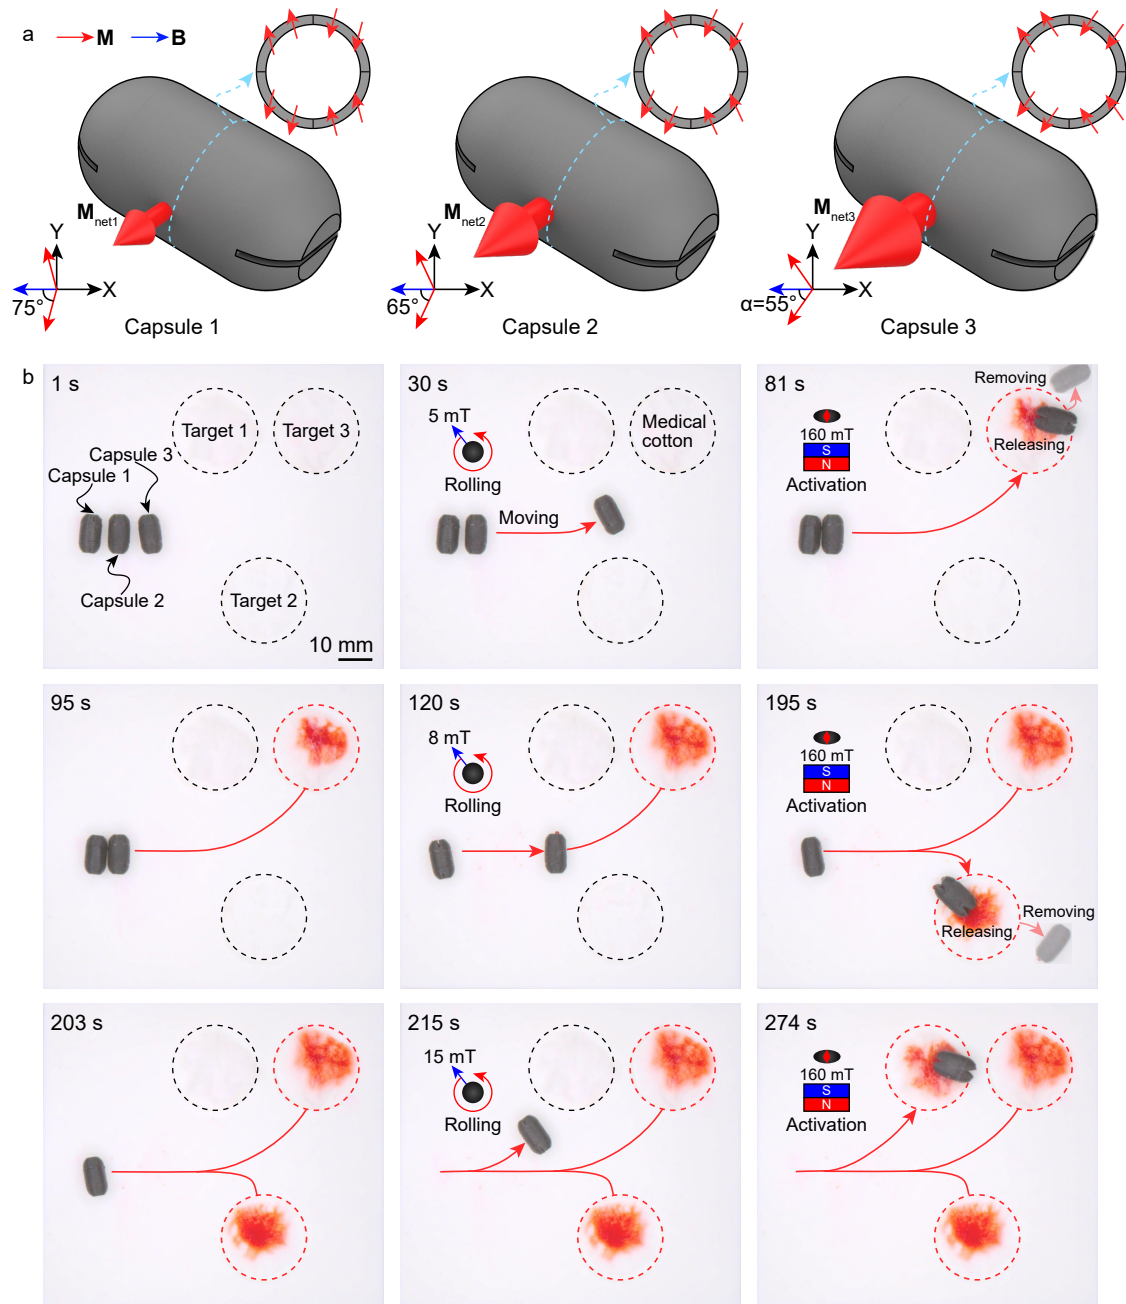 a
M
B
Mnet1
Y
X
75°
Capsule 1
Mnet2
Y
X
65°
Capsule 2
Mnet3
Y
X
α=55°
Capsule 3
b
1 s
Target 1
Target 3
Capsule 3
Capsule 1
Capsule 2
Target 2
10 mm
30 s
5 mT
Rolling
Medical
cotton
Moving
81 s
Removing
160 mT
S
N
Activation
Releasing
95 s
120 s
8 mT
Rolling
195 s
160 mT
S
N
Activation
Removing
Releasing
203 s
215 s
15 mT
Rolling
274 s
160 mT
S
N
Activation